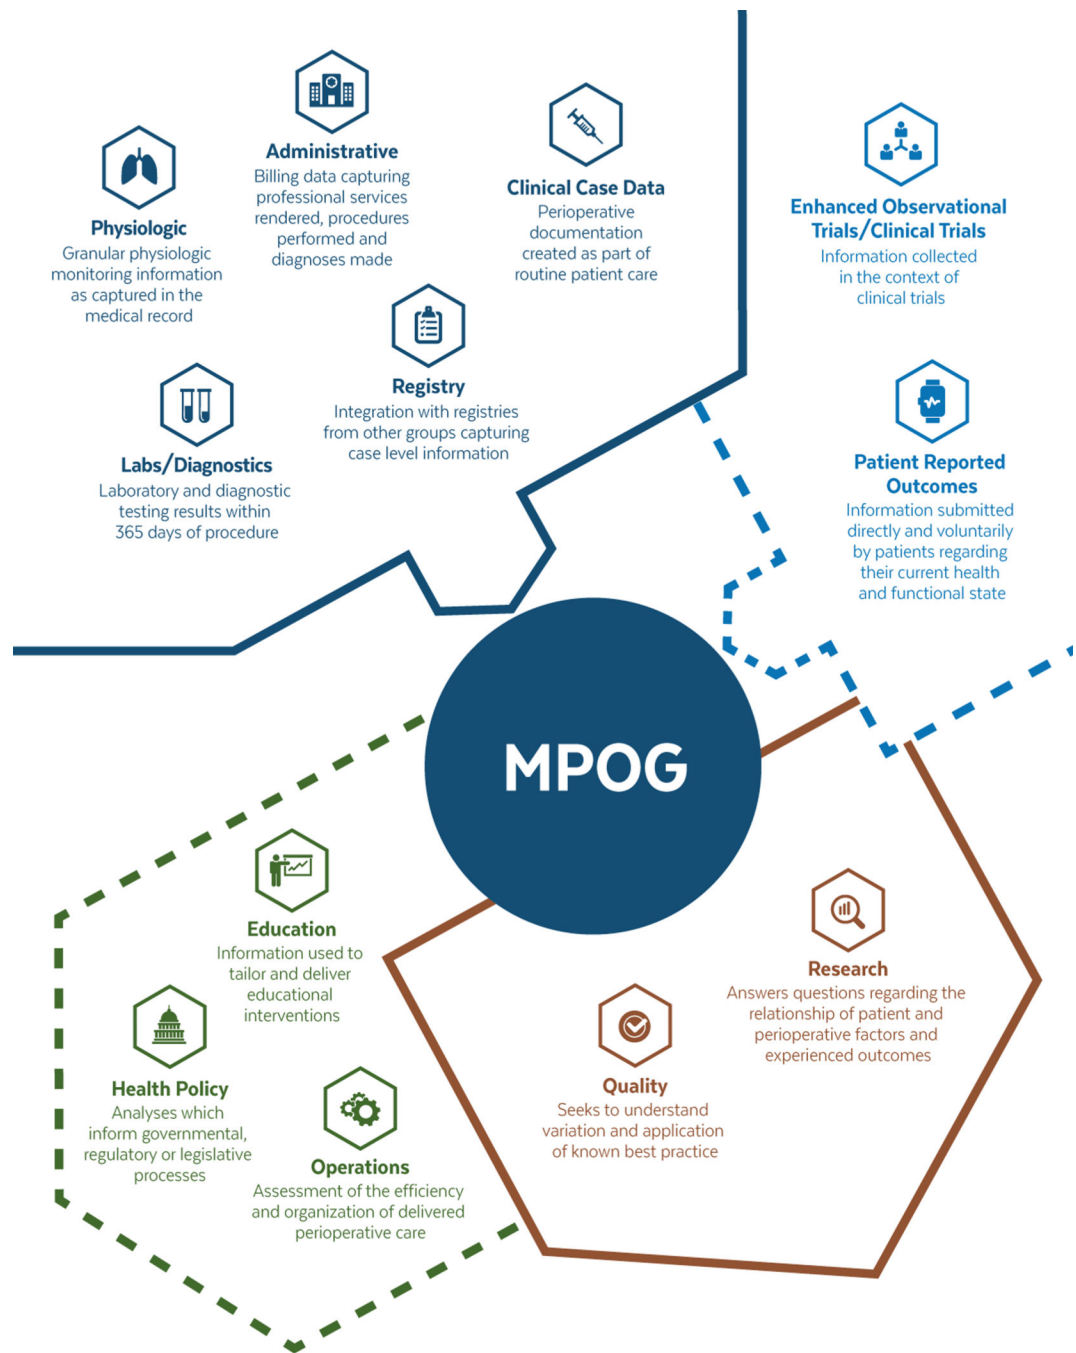 Physiologic
Granular physiologic
monitoring information
as captured in the
medical record
Administrative
Billing data capturing
professional services
rendered, procedures
performed and
diagnoses made
Clinical Case Data
Perioperative
documentation
created as part of
routine patient care
Registry
Integration with registries
from other groups capturing
case level information
Labs/Diagnostics
Laboratory and diagnostic
testing results within
365 days of procedure
Enhanced Observational
Trials/Clinical Trials
Information collected
in the context of
clinical trials
Patient Reported
Outcomes
Information submitted
directly and voluntarily
by patients regarding
their current health
and functional state
MPOG
Education
Information used to
tailor and deliver
educational
interventions
Health Policy
Analyses which
inform governmental,
regulatory or legislative
processes
Operations
Assessment of the efficiency
and organization of delivered
perioperative care
Quality
Seeks to understand
variation and application
of known best practice
Research
Answers questions regarding the
relationship of patient and
perioperative factors and
experienced outcomes